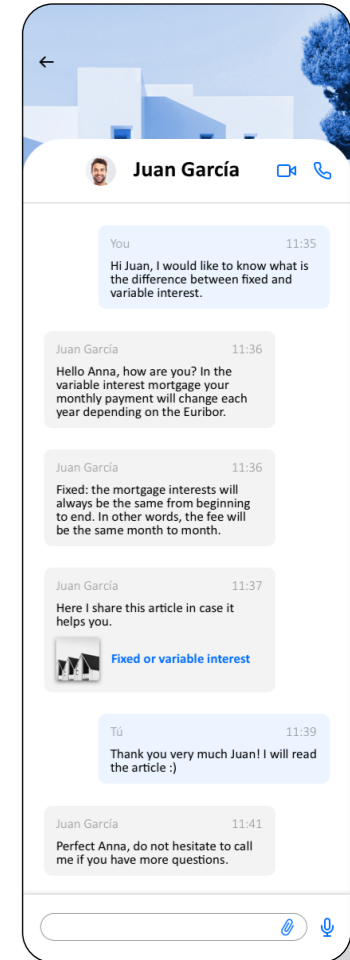 Juan García
You 11:35
Hi Juan, I would like to know what is
the difference between fixed and
variable interest.
Juan García 11:36
Hello Anna, how are you? In the
variable interest mortgage your
monthly payment will change each
year depending on the Euribor.
Juan García 11:36
Fixed: the mortgage interests will
always be the same from beginning
to end. In other words, the fee will
be the same month to month.
Juan García 11:37
Here I share this article in case it
helps you.
Fixed or variable interest
Tú 11:39
Thank you very much Juan! I will read
the article :)
Juan García 11:41
Perfect Anna, do not hesitate to call
me if you have more questions.